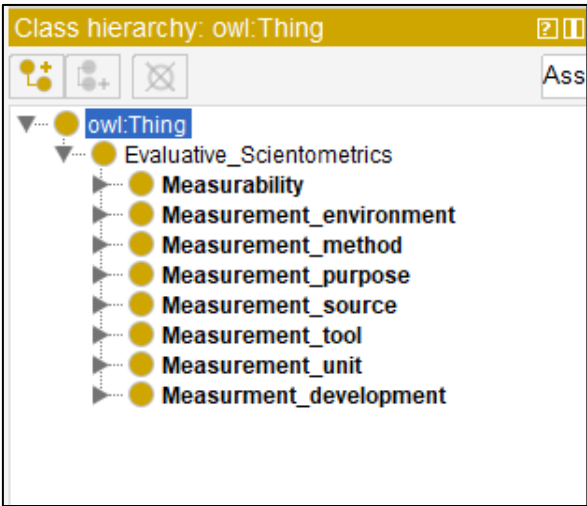 Class hierarchy: owl:Thing
Ass
owl:Thing
Evaluative_Scientometrics
Measurability
Measurement_environment
Measurement_method
Measurement_purpose
Measurement_source
Measurement_tool
Measurement_unit
Measurment_development